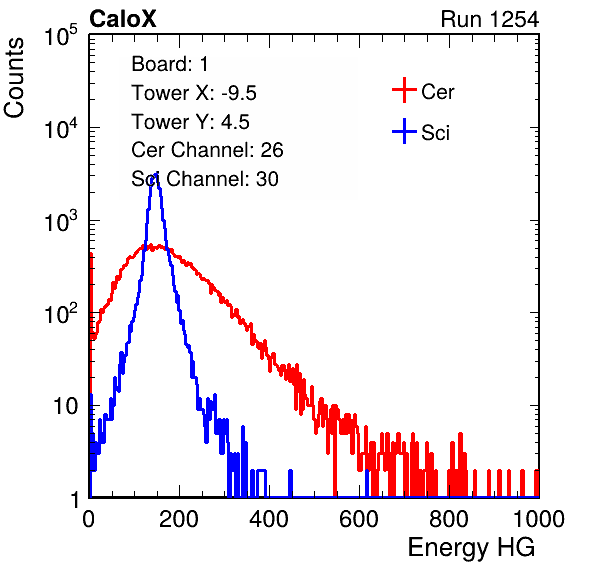 CaloX Run 1254
Counts
10^5
10^4
10^3
10^2
10
1
Board: 1
Tower X: -9.5
Tower Y: 4.5
Cer Channel: 26
Sci Channel: 30
Cer
Sci
0 200 400 600 800 1000
Energy HG